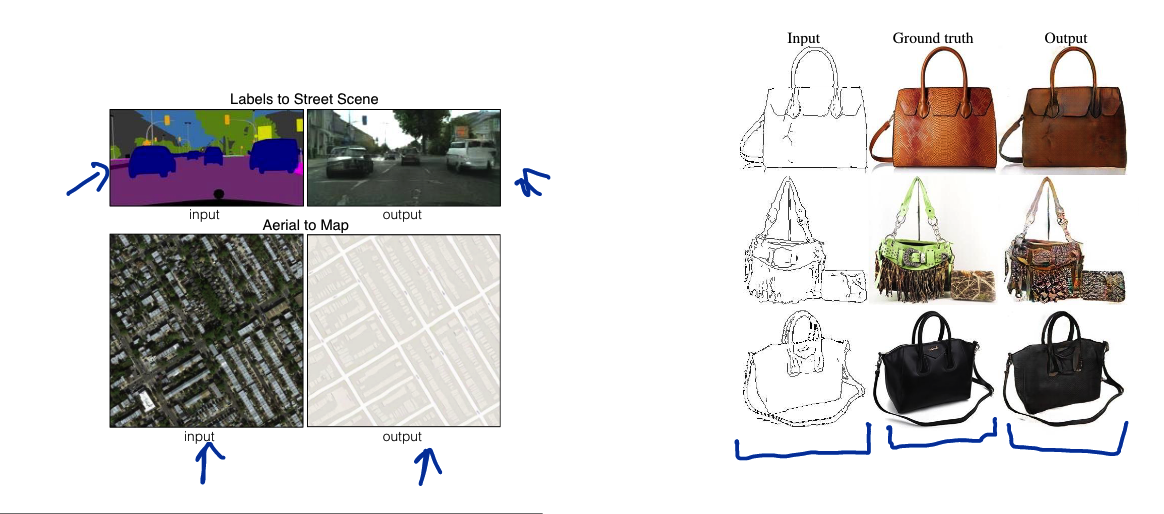 Labels to Street Scene
input output
Aerial to Map
input output
Input Ground truth Output